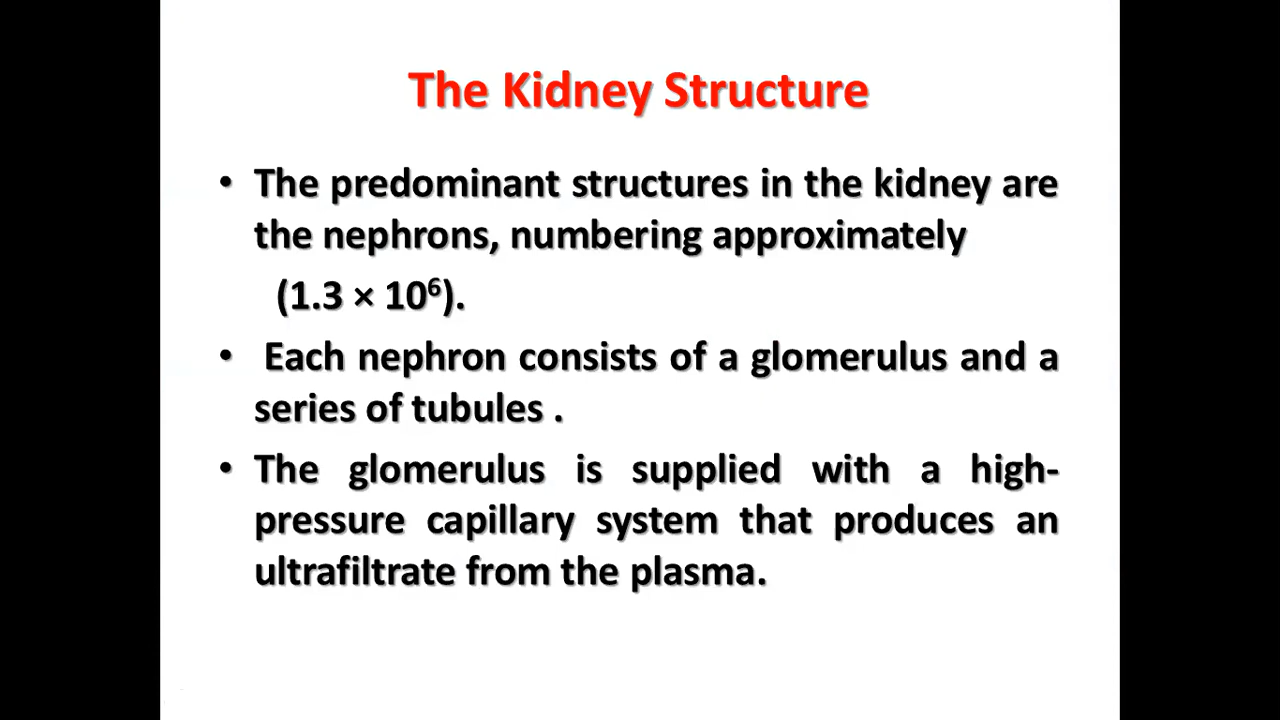 The Kidney Structure
• The predominant structures in the kidney are
the nephrons, numbering approximately
(1.3 × 10⁶).
• Each nephron consists of a glomerulus and a
series of tubules .
• The glomerulus is supplied with a high-
pressure capillary system that produces an
ultrafiltrate from the plasma.